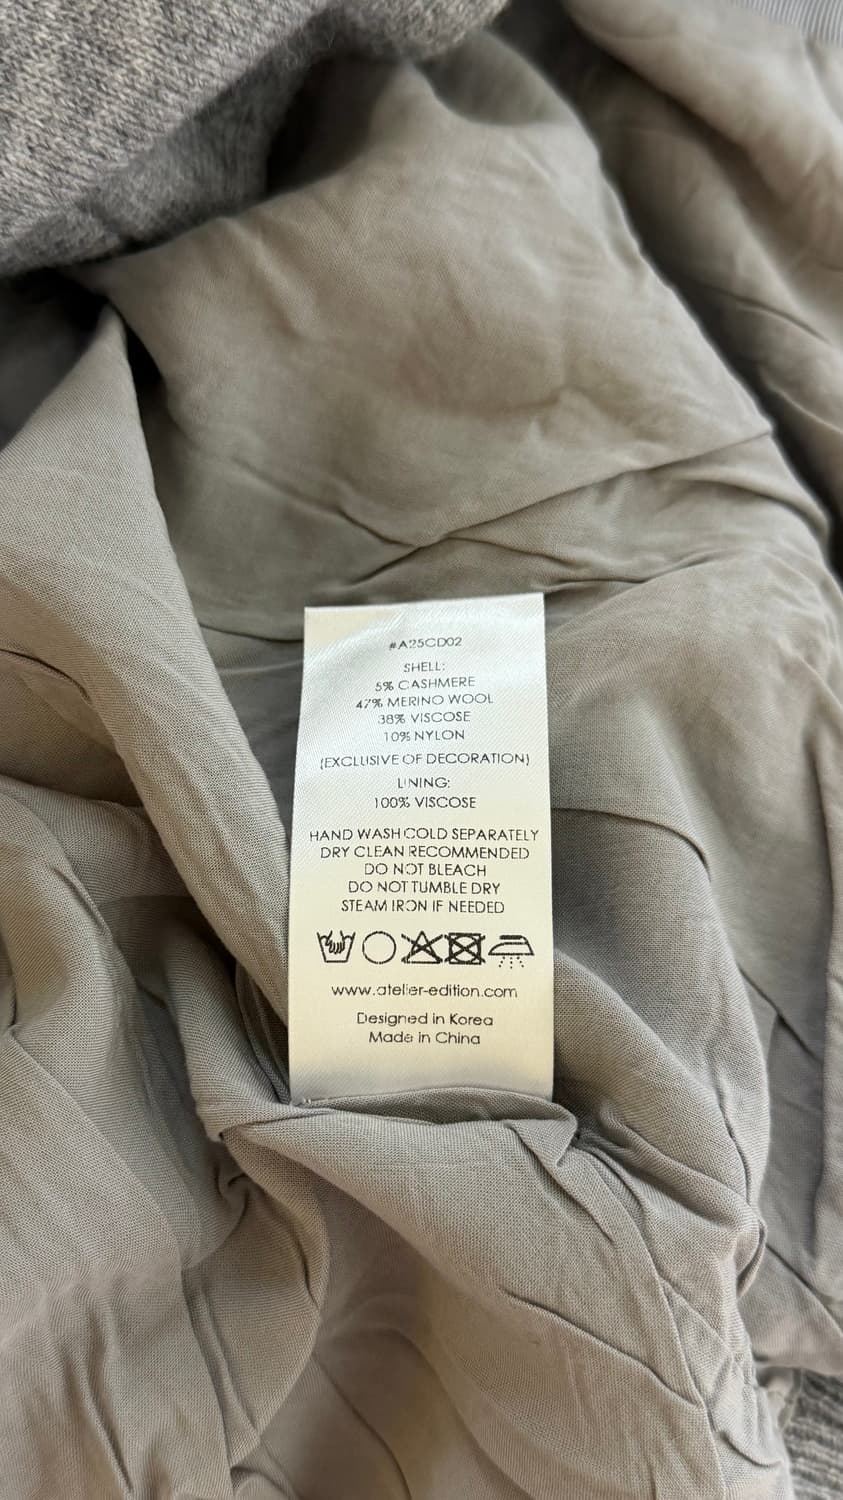 #A25CD02
SHELL:
5% CASHMERE
47% MERINO WOOL
38% VISCOSE
10% NYLON
(EXCLUSIVE OF DECORATION)
LINING:
100% VISCOSE
HAND WASH COLD SEPARATELY
DRY CLEAN RECOMMENDED
DO NOT BLEACH
DO NOT TUMBLE DRY
STEAM IRON IF NEEDED
www.atelier-edition.com
Designed in Korea
Made in China